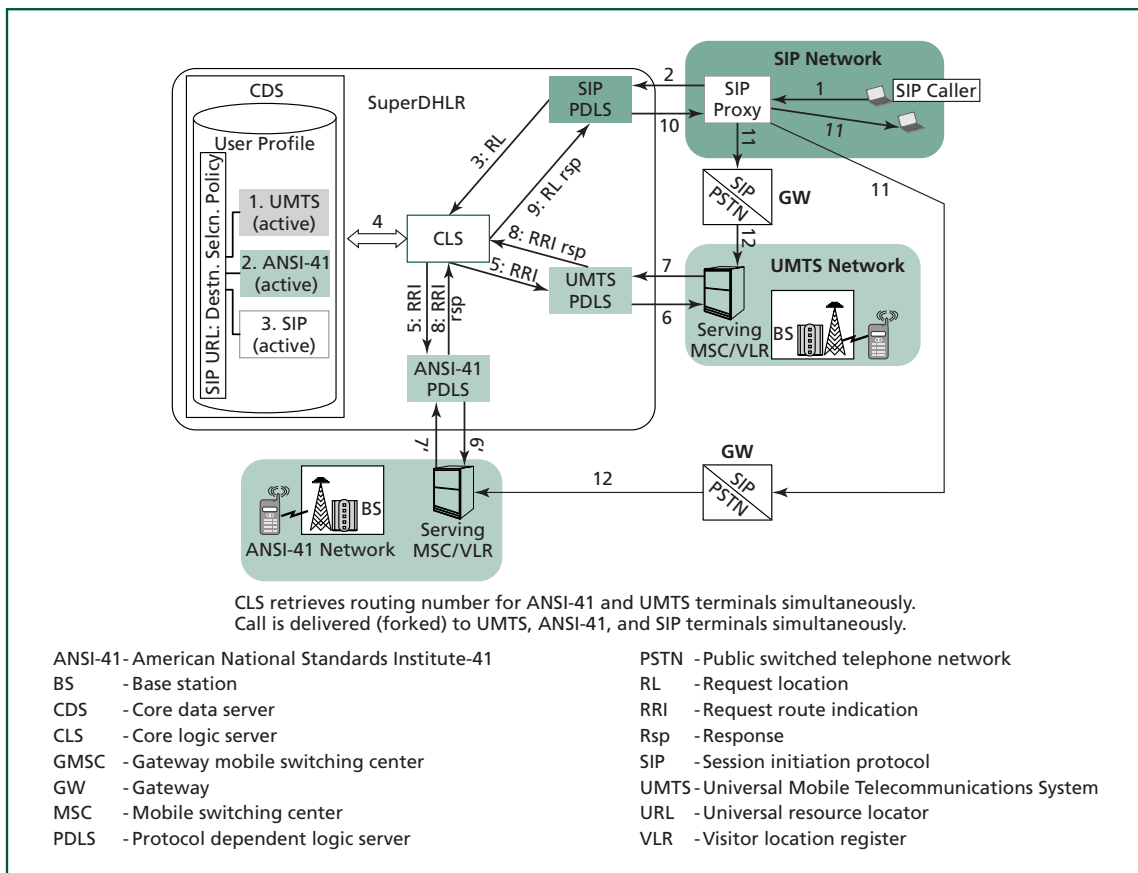 SIP Network
CDS
SuperDHLR
User Profile
SIP URL: Destn. Selcn. Policy
1. UMTS
(active)
2. ANSI-41
(active)
3. SIP
(active)
4
CLS
3: RL
9: RL rsp
8: RRI rsp
5: RRI
5: RRI
8: RRI
rsp
SIP
PDLS
2
10
SIP
Proxy
1
SIP Caller
11
11
11
SIP
PSTN
GW
12
UMTS
PDLS
7
6
UMTS Network
Serving
MSC/VLR
BS
ANSI-41
PDLS
7’
6’
BS
Serving
MSC/VLR
ANSI-41 Network
12
GW
SIP
PSTN
CLS retrieves routing number for ANSI-41 and UMTS terminals simultaneously.
Call is delivered (forked) to UMTS, ANSI-41, and SIP terminals simultaneously.
ANSI-41 - American National Standards Institute-41
BS - Base station
CDS - Core data server
CLS - Core logic server
GMSC - Gateway mobile switching center
GW - Gateway
MSC - Mobile switching center
PDLS - Protocol dependent logic server
PSTN - Public switched telephone network
RL - Request location
RRI - Request route indication
Rsp - Response
SIP - Session initiation protocol
UMTS - Universal Mobile Telecommunications System
URL - Universal resource locator
VLR - Visitor location register